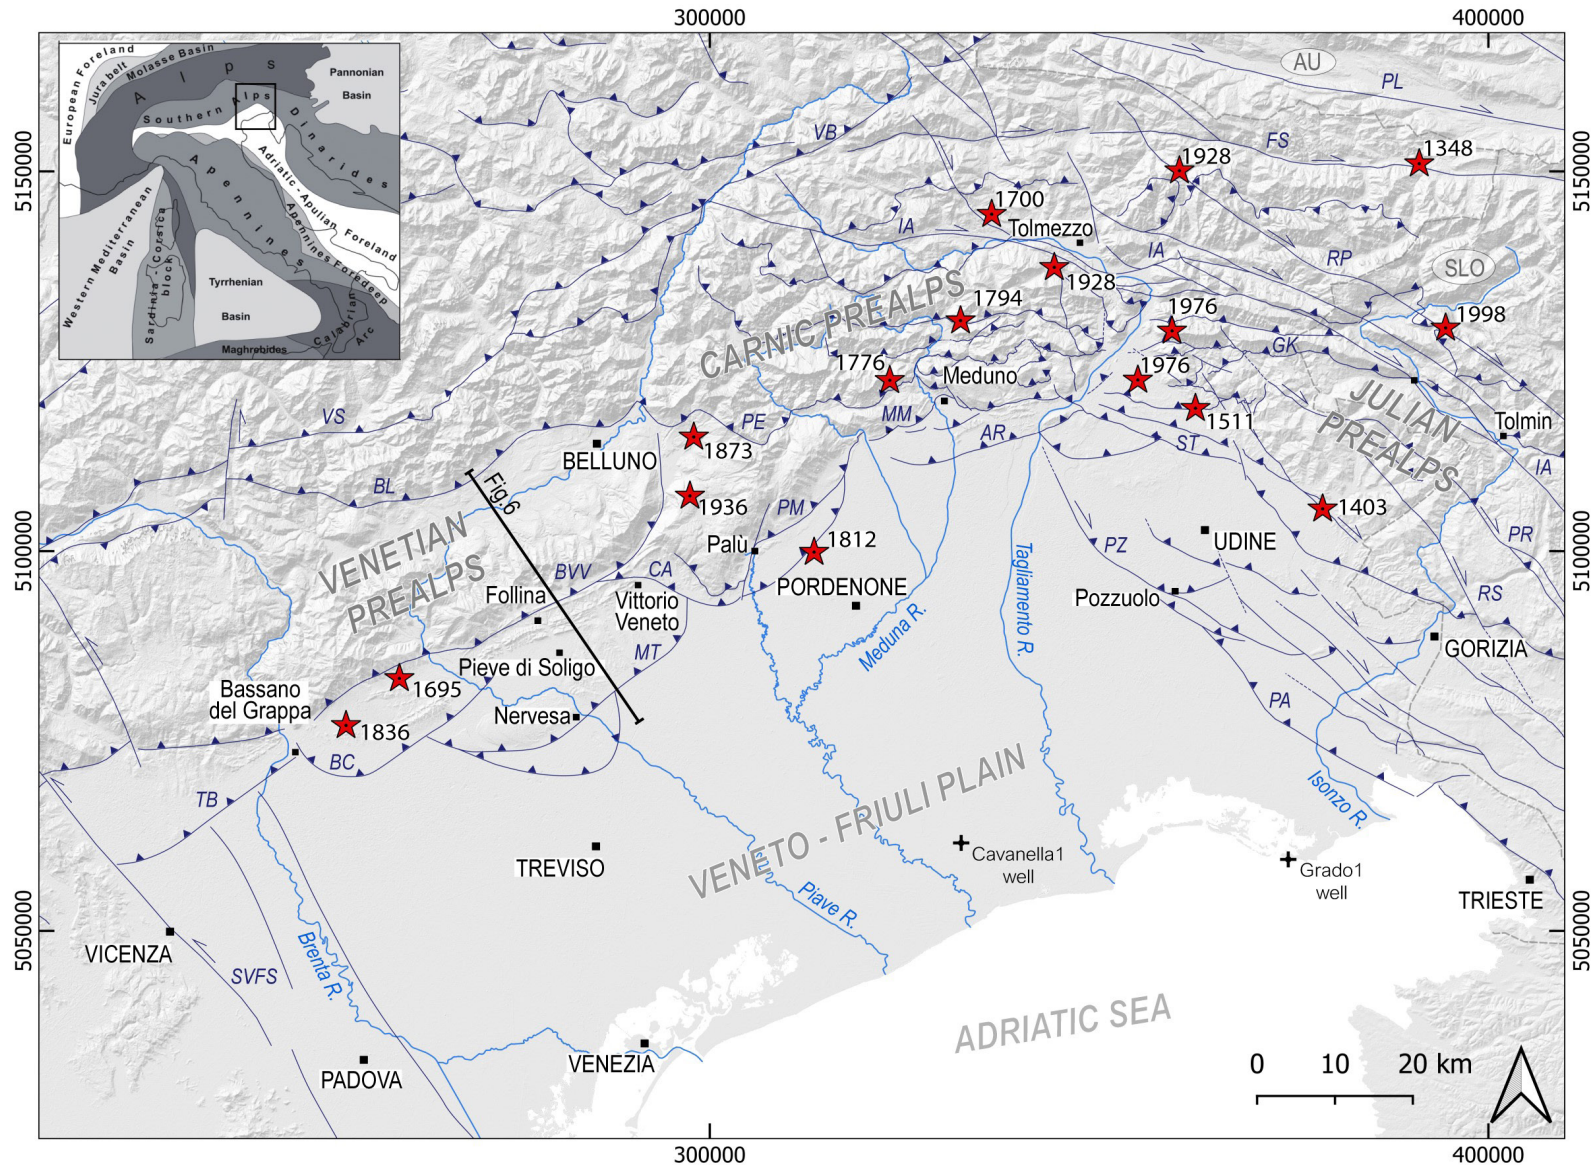 300000
400000
European Foreland
Jura belt
Molasse Basin
Alps
Pannonian
Basin
Southern Alps
Dinarides
Adriatic - Apulian Foreland
Apennines
Apennines Foredeep
Western Mediterranean
Basin
Sardinia - Corsica
block
Tyrrhenian
Basin
Calabrian
Arc
Maghrebides
AU
PL
VB
FS
1348
1928
5150000
5150000
1700
Tolmezzo
IA
IA
RP
SLO
1928
CARNIC PREALPS
1794
1976
1998
GK
1776
Meduno
1976
JULIAN
PREALPS
VS
PE
MM
1511
Tolmin
AR
ST
IA
1873
BELLUNO
BL
Fig.6
1936
PM
1403
PR
VENETIAN
PREALPS
Palù
1812
UDINE
5100000
5100000
PZ
BVV
CA
Follina
Vittorio
Veneto
PORDENONE
Pozzuolo
RS
Tagliamento R.
Meduna R.
GORIZIA
MT
Pieve di Soligo
1695
Bassano
del Grappa
Nervesa
PA
1836
BC
TB
Isonzo R.
VENETO - FRIULI PLAIN
Cavanella1
well
Grado1
well
TREVISO
TRIESTE
Piave R.
5050000
5050000
VICENZA
Brenta R.
SVFS
ADRIATIC SEA
VENEZIA
PADOVA
0 10 20 km
300000
400000